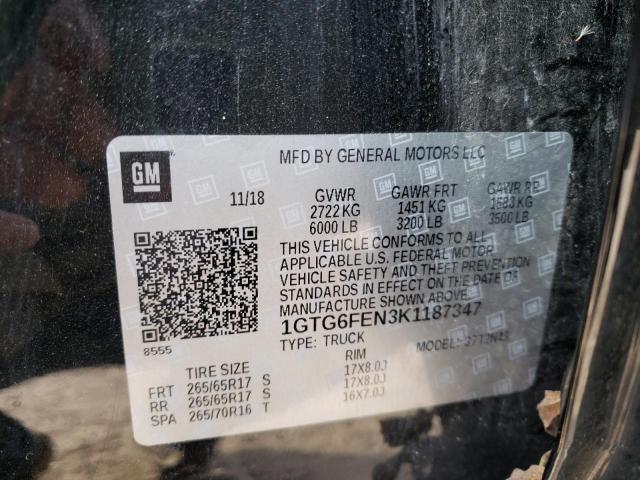 GM
MFD BY GENERAL MOTORS LLC
11/18 GVWR GAWR FRT GAWR RR
2722 KG 1451 KG 1583 KG
6000 LB 3200 LB 3500 LB
THIS VEHICLE CONFORMS TO ALL
APPLICABLE U.S. FEDERAL MOTOR
VEHICLE SAFETY AND THEFT PREVENTION
STANDARDS IN EFFECT ON THE DATE OF
MANUFACTURE SHOWN ABOVE.
1GTG6FEN3K1187347
TYPE: TRUCK MODEL:
8555
TIRE SIZE RIM
FRT 265/65R17 S 17X8.0J
RR 265/65R17 S 17X8.0J
SPA 265/70R16 T 16X7.0J